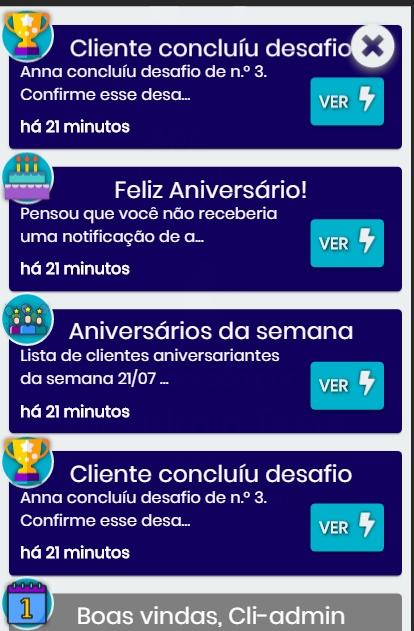 Cliente concluíu desafio
Anna concluíu desafio de n.º 3.
Confirme esse desa...
VER
há 21 minutos
Feliz Aniversário!
Pensou que você não receberia
uma notificação de a...
VER
há 21 minutos
Aniversários da semana
Lista de clientes aniversariantes
da semana 21/07 ...
VER
há 21 minutos
Cliente concluíu desafio
Anna concluíu desafio de n.º 3.
Confirme esse desa...
VER
há 21 minutos
1
Boas vindas, Cli-admin